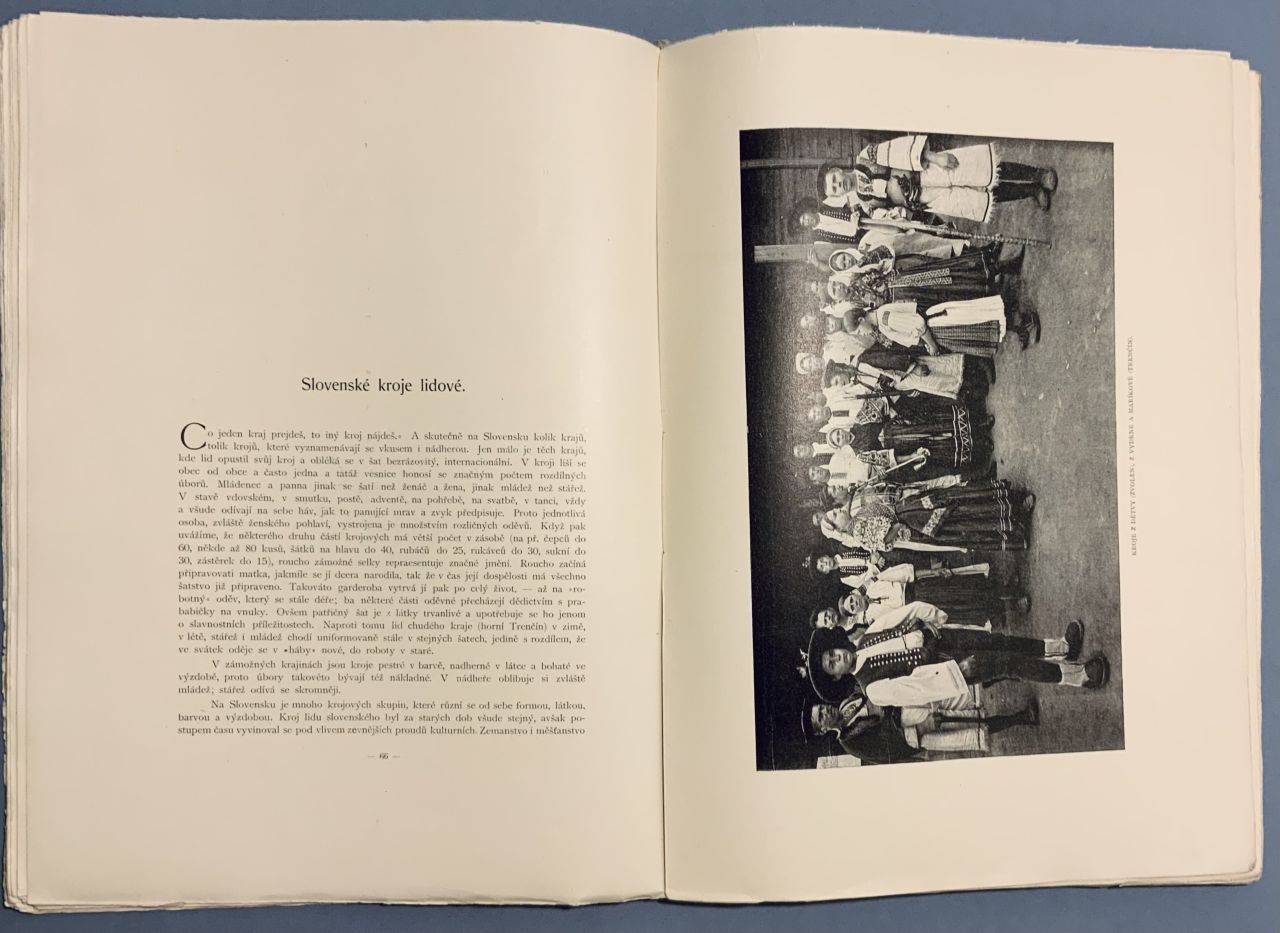 Slovenské kroje lidové.
Co jeden kraj prejdeš, to iný kroj nájdeš.« A skutečně na Slovensku kolik krajů,
tolik krojů, které vyznamenávají se vkusem i nádherou. Jen málo je těch krajů,
kde lid opustil svůj kroj a obléká se v šat bezrázovitý, internacionální. V kroji liší se
obec od obce a často jedna a tatáž vesnice honosí se značným počtem rozdílných
úborů. Mládenec a panna jinak se šatí než ženáč a žena, jinak mládež než stářež.
V stavě vdovském, v smutku, postě, adventě, na pohřebě, na svatbě, v tanci, vždy
a všude odívají na sebe háv, jak to panující mrav a zvyk předpisuje. Proto jednotlivá
osoba, zvláště ženského pohlaví, vystrojena je množstvím rozličných oděvů. Když pak
uvážíme, že některého druhu částí krojových má větší počet v zásobě (na př. čepců do
60, někde až 80 kusů, šátků na hlavu do 40, rubáčů do 25, rukávců do 30, sukní do
30, zástěrek do 15), roucho zámožné selky repraesentuje značné jmění. Roucho začíná
připravovati matka, jakmile se jí dcera narodila, tak že v čas její dospělosti má všechno
šatstvo již připraveno. Takováto garderoba vytrvá jí pak po celý život, — až na »ro-
botný« oděv, který se stále déře; ba některé části oděvné přecházejí dědictvím s pra-
babičky na vnuky. Ovšem patřičný šat je z látky trvanlivé a upotřebuje se ho jenom
o slavnostních příležitostech. Naproti tomu lid chudého kraje (horní Trenčín) v zimě,
v létě, stářež i mládež chodí uniformovaně stále v stejných šatech, jedině s rozdílem, že
ve svátek oděje se v »háby« nové, do roboty v staré.
V zámožných krajinách jsou kroje pestré v barvě, nadherné v látce a bohaté ve
výzdobě, proto úbory takovéto bývají též nákladné. V nádheře oblibuje si zvláště
mládež; stářež odívá se skromněji.
Na Slovensku je mnoho krojových skupin, které různí se od sebe formou, látkou,
barvou a výzdobou. Kroj lidu slovenského byl za starých dob všude stejný, avšak po-
stupem času vyvinoval se pod vlivem zevnějších proudů kulturních. Zemanstvo i měšťanstvo
— 66 —
KROJE Z DĚTVY (ZVOLEŇ), Z VYDRNÉ A MARÍKOVÉ (TRENČÍN).